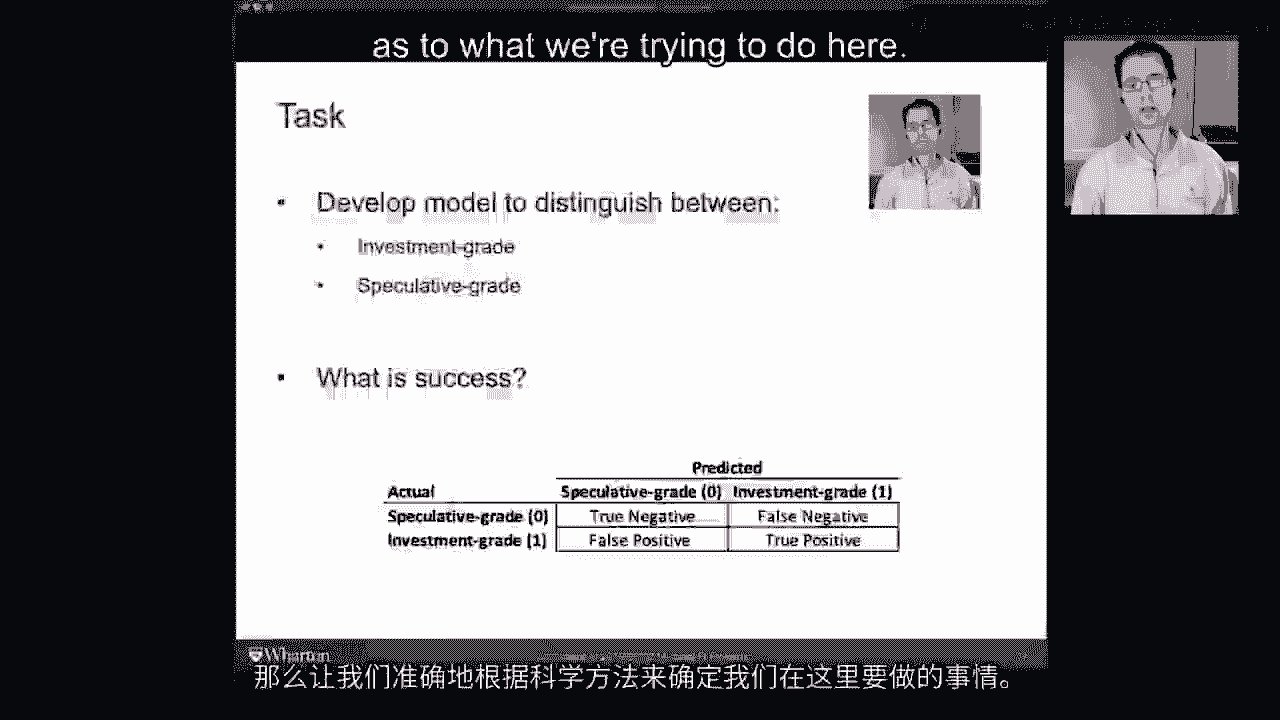 as to what we're trying to do here.
Task
• Develop model to distinguish between:
• Investment-grade
• Speculative-grade
• What is success?
Predicted
Actual Speculative-grade (0) Investment-grade (1)
Speculative-grade (0) True Negative False Negative
Investment-grade (1) False Positive True Positive
Wharton
那么让我们准确地根据科学方法来确定我们在这里要做的事情。